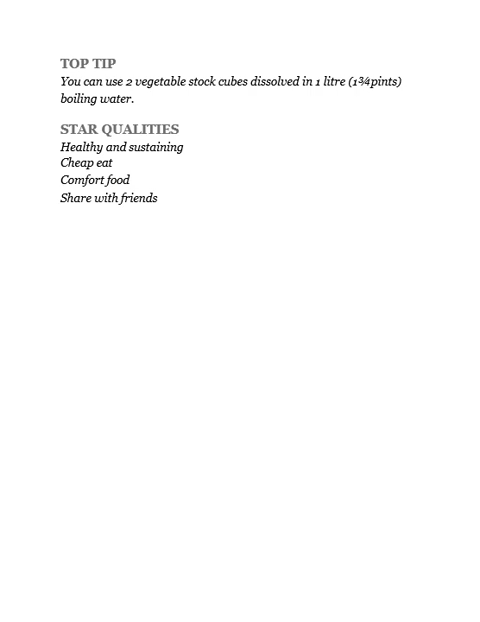 TOP TIP
You can use 2 vegetable stock cubes dissolved in 1 litre (1¾pints)
boiling water.
STAR QUALITIES
Healthy and sustaining
Cheap eat
Comfort food
Share with friends